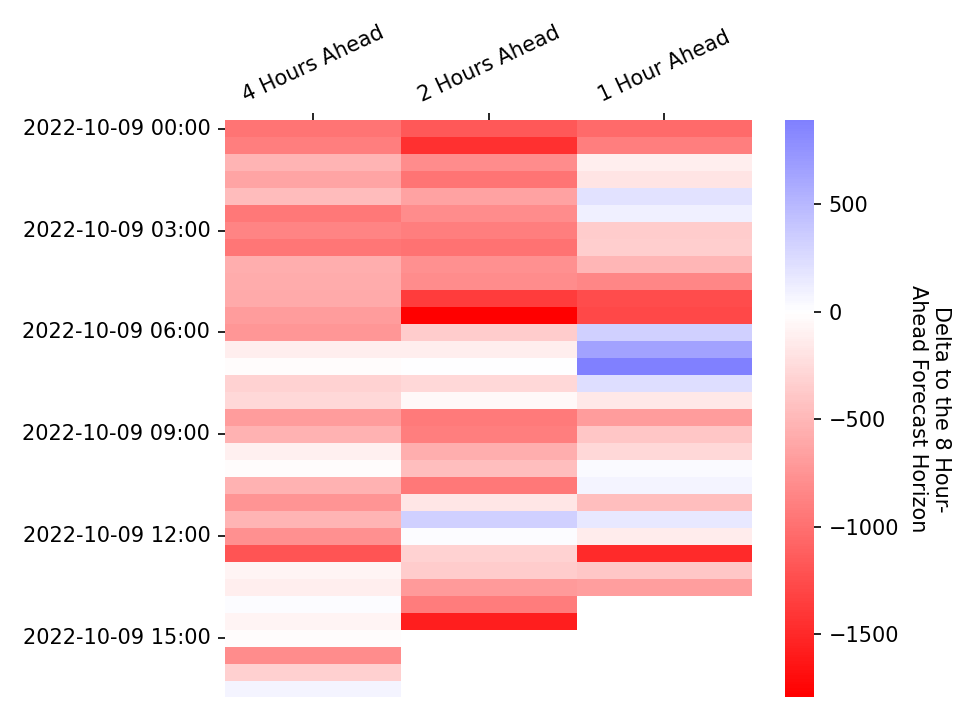 4 Hours Ahead
2 Hours Ahead
1 Hour Ahead
2022-10-09 00:00
2022-10-09 03:00
2022-10-09 06:00
2022-10-09 09:00
2022-10-09 12:00
2022-10-09 15:00
500
0
−500
−1000
−1500
Delta to the 8 Hour-
Ahead Forecast Horizon